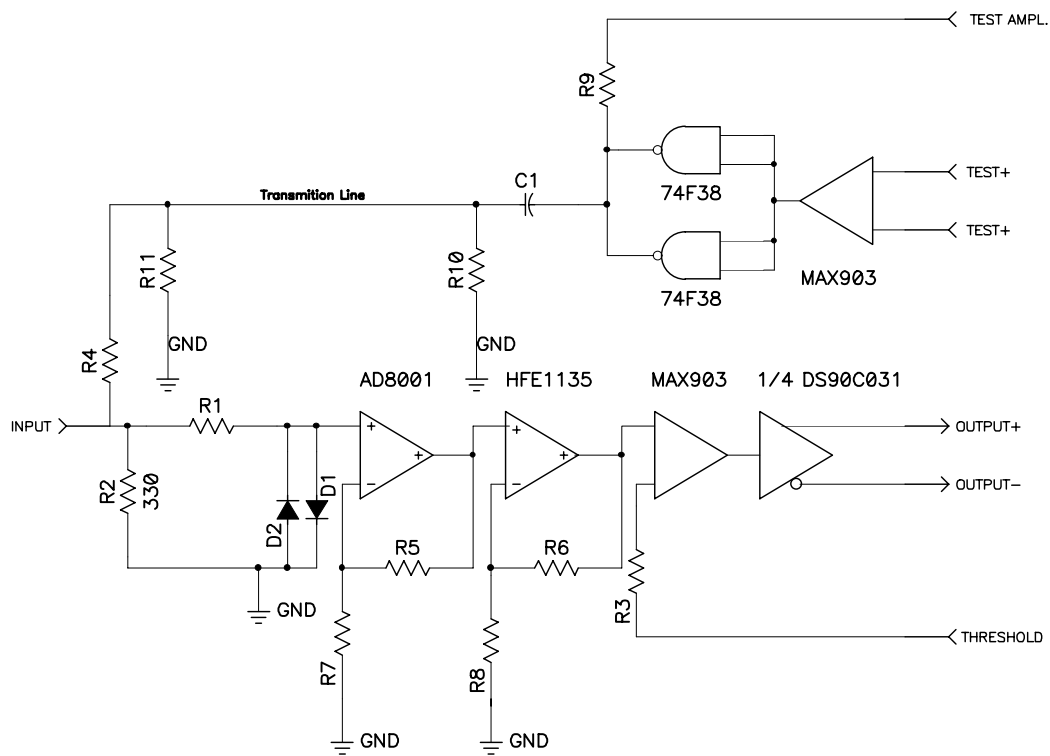 TEST AMPL.
R9
C1
Transmition Line
74F38
TEST+
TEST+
74F38
MAX903
R11
R10
GND
GND
R4
AD8001
HFE1135
MAX903
1/4 DS90C031
INPUT
R1
OUTPUT+
R2
330
D2
D1
OUTPUT-
R5
R6
R3
GND
THRESHOLD
R7
R8
GND
GND